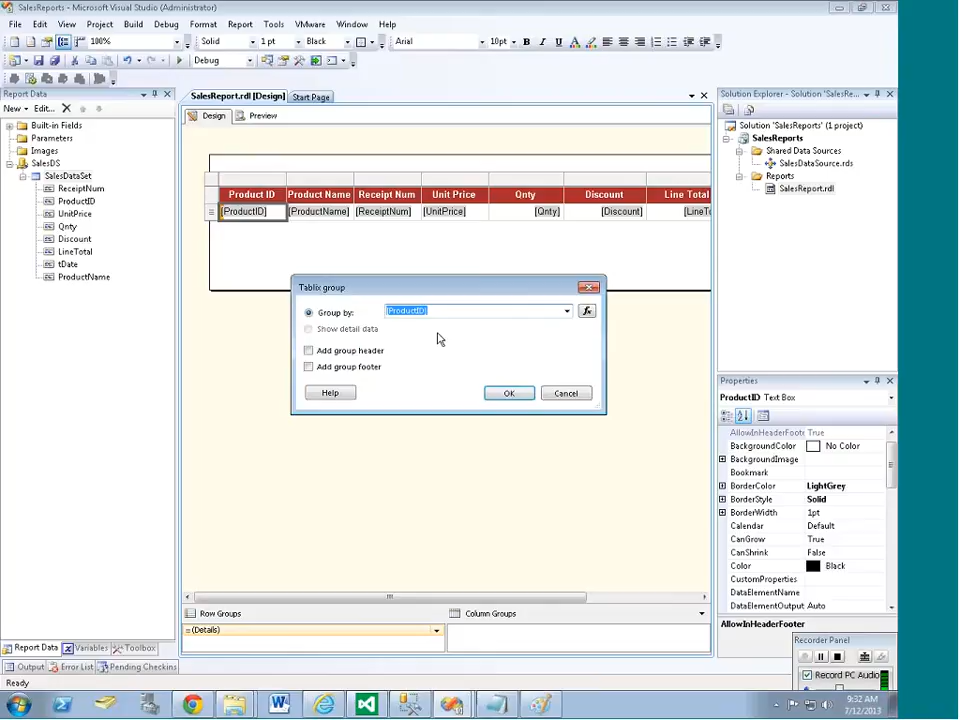 SalesReports - Microsoft Visual Studio (Administrator)
File Edit View Project Build Debug Format Report Tools VMware Window Help
100% Solid 1 pt Black Arial 10pt B I U A
Debug
Report Data
New Edit...
Built-in Fields
Parameters
Images
SalesDS
SalesDataSet
ReceiptNum
ProductID
UnitPrice
Qnty
Discount
LineTotal
tDate
ProductName
SalesReport.rdl [Design] Start Page
Design Preview
Product ID Product Name Receipt Num Unit Price Qnty Discount Line Total
[ProductID] [ProductName] [ReceiptNum] [UnitPrice] [Qnty] [Discount] [LineTo
Tablix group
Group by: [ProductID] fx
Show detail data
Add group header
Add group footer
Help OK Cancel
Row Groups Column Groups
(Details)
Solution Explorer - Solution 'SalesRe...
Solution 'SalesReports' (1 project)
SalesReports
Shared Data Sources
SalesDataSource.rds
Reports
SalesReport.rdl
Properties
ProductID Text Box
AllowInHeaderFoote True
BackgroundColor No Color
BackgroundImage
Bookmark
BorderColor LightGrey
BorderStyle Solid
BorderWidth 1pt
Calendar Default
CanGrow True
CanShrink False
Color Black
CustomProperties
DataElementName
DataElementOutput Auto
AllowInHeaderFooter
Recorder Panel
Record PC Audio
Report Data Variables Toolbox
Output Error List Pending Checkins
Ready
9:32 AM
7/12/2013